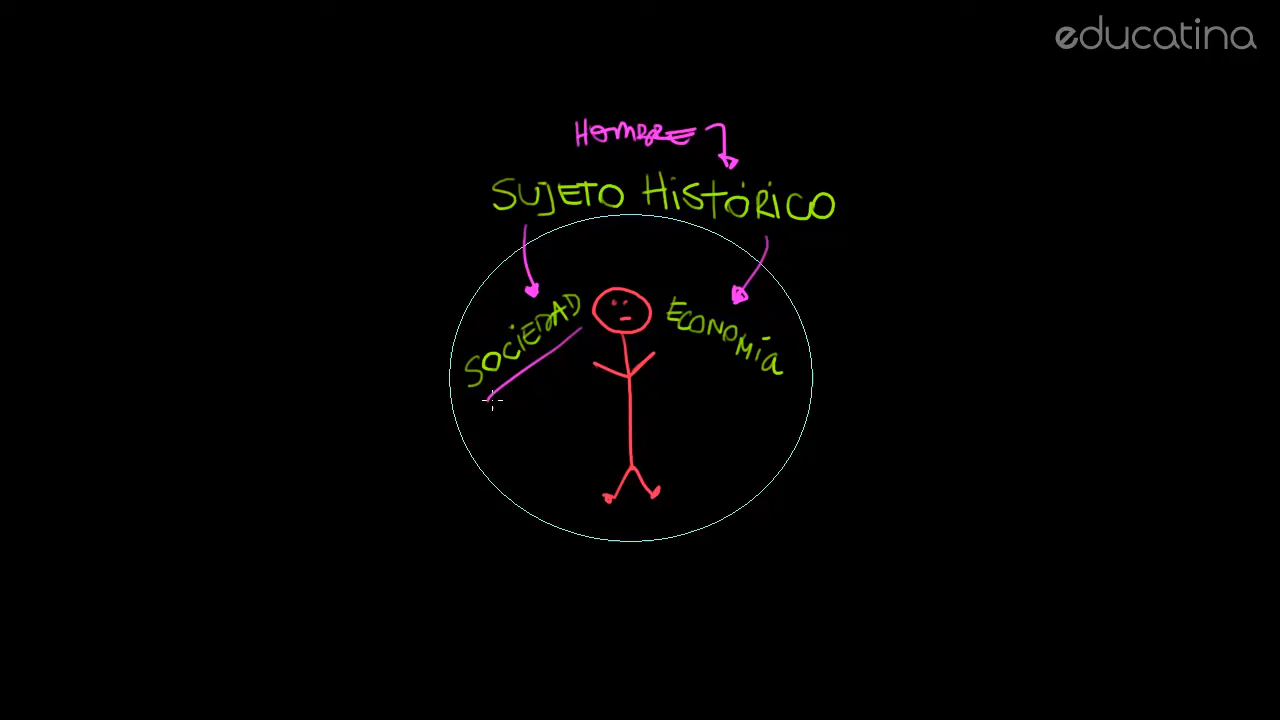 educatina
HOMBRE
SUJETO HiSTÓRiCO
SOCiEDAD
ECONOMÍa